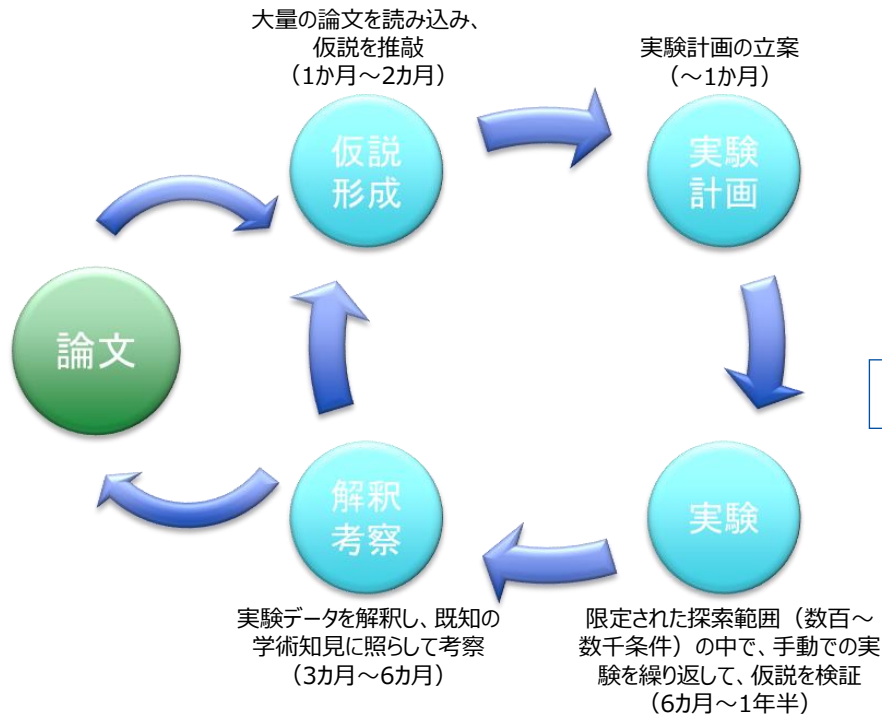 大量の論文を読み込み、
仮説を推敲
（1か月～2カ月）
実験計画の立案
（～1か月）
仮説
形成
実験
計画
論文
解釈
考察
実験
実験データを解釈し、既知の
学術知見に照らして考察
（3カ月～6カ月）
限定された探索範囲（数百～
数千条件）の中で、手動での実
験を繰り返して、仮説を検証
（6カ月～1年半）